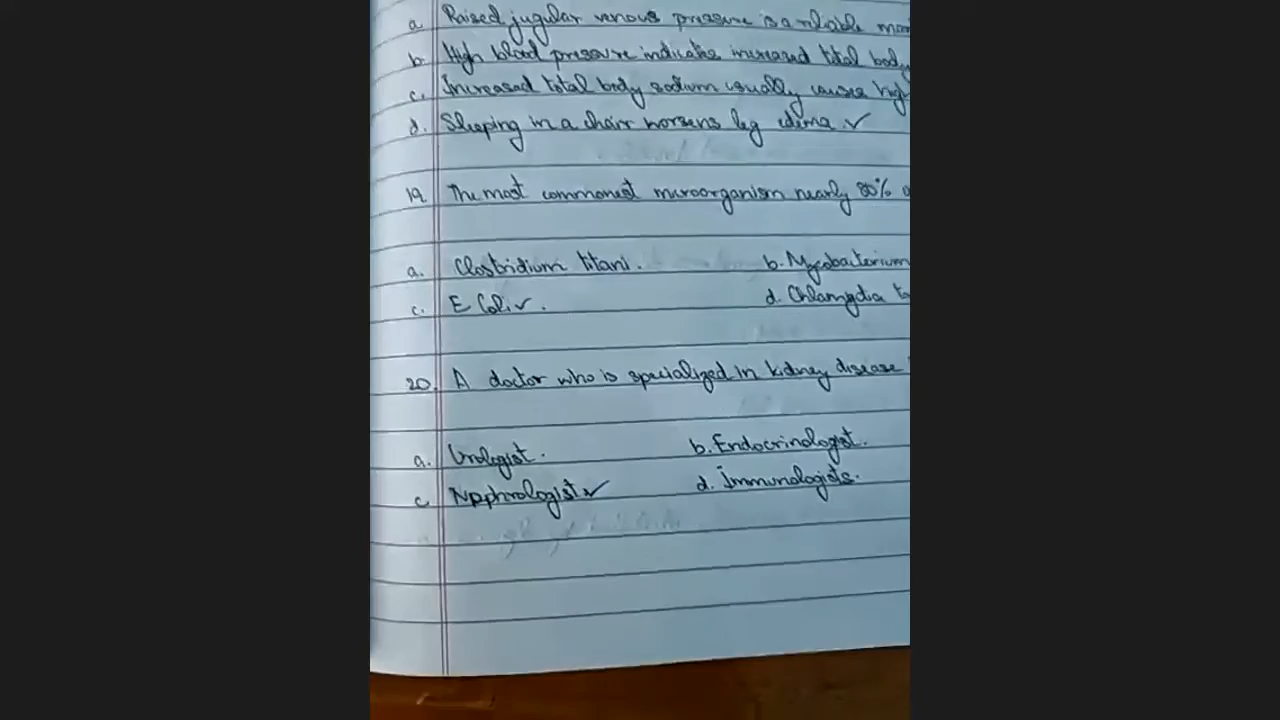 a. Raised jugular venous pressure is a reliable
b. High blood pressure indicates increased total body
c. Increased total body sodium usually causes
d. Sleeping in a chair worsens leg edema ✓
19. The most commonest microorganism nearly 80%
a. Clostridium titani. b. Mycobacterium
c. E Coli ✓. d. Chlamydia
20. A doctor who is specialized in kidney disease
a. Urologist. b. Endocrinologist.
c Nephrologist ✓ d. Immunologists.